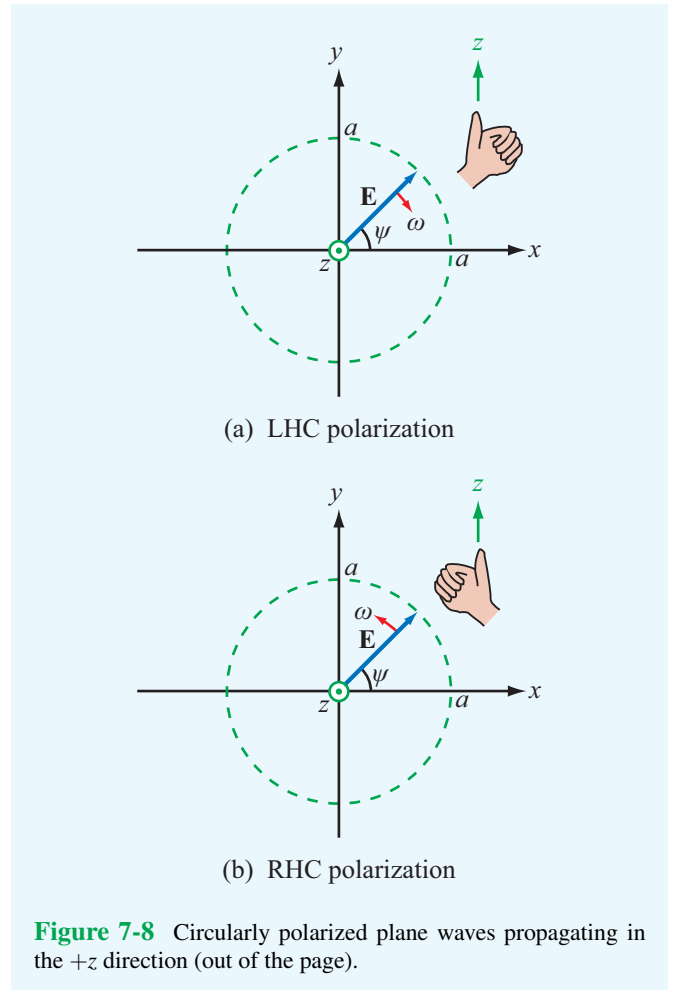 z
y
a
E
ω
ψ
z
a
x
(a) LHC polarization
z
y
a
ω
E
ψ
z
a
x
(b) RHC polarization
Figure 7-8 Circularly polarized plane waves propagating in
the +z direction (out of the page).